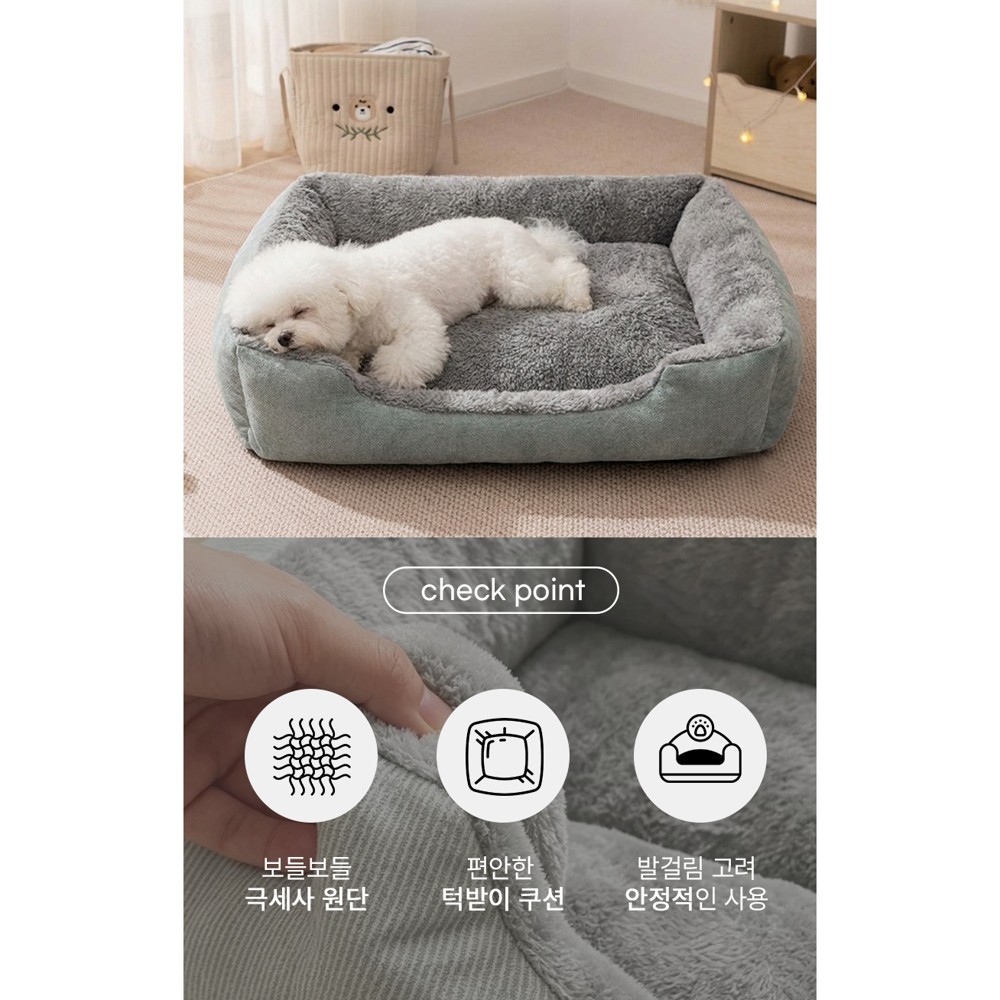 check point
보들보들
극세사 원단
편안한
턱받이 쿠션
발걸림 고려
안정적인 사용